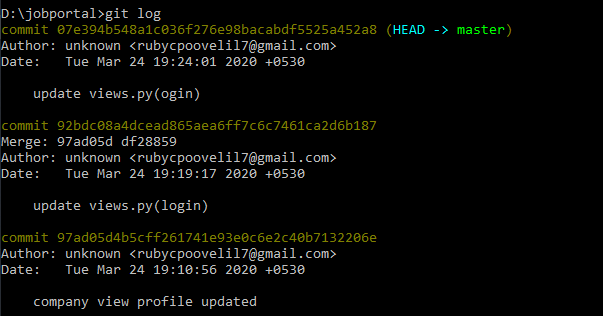 D:\jobportal>git log
commit 07e394b548a1c036f276e98bacabdf5525a452a8 (HEAD -> master)
Author: unknown <rubycpoovelil7@gmail.com>
Date:   Tue Mar 24 19:24:01 2020 +0530
    update views.py(ogin)
commit 92bdc08a4dcead865aea6ff7c6c7461ca2d6b187
Merge: 97ad05d df28859
Author: unknown <rubycpoovelil7@gmail.com>
Date:   Tue Mar 24 19:19:17 2020 +0530
    update views.py(login)
commit 97ad05d4b5cff261741e93e0c6e2c40b7132206e
Author: unknown <rubycpoovelil7@gmail.com>
Date:   Tue Mar 24 19:10:56 2020 +0530
    company view profile updated